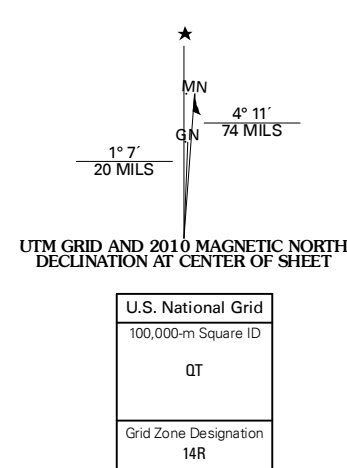 MN
4° 11´
74 MILS
GN
1° 7´
20 MILS
UTM GRID AND 2010 MAGNETIC NORTH
DECLINATION AT CENTER OF SHEET
U.S. National Grid
100,000-m Square ID
QT
Grid Zone Designation
14R